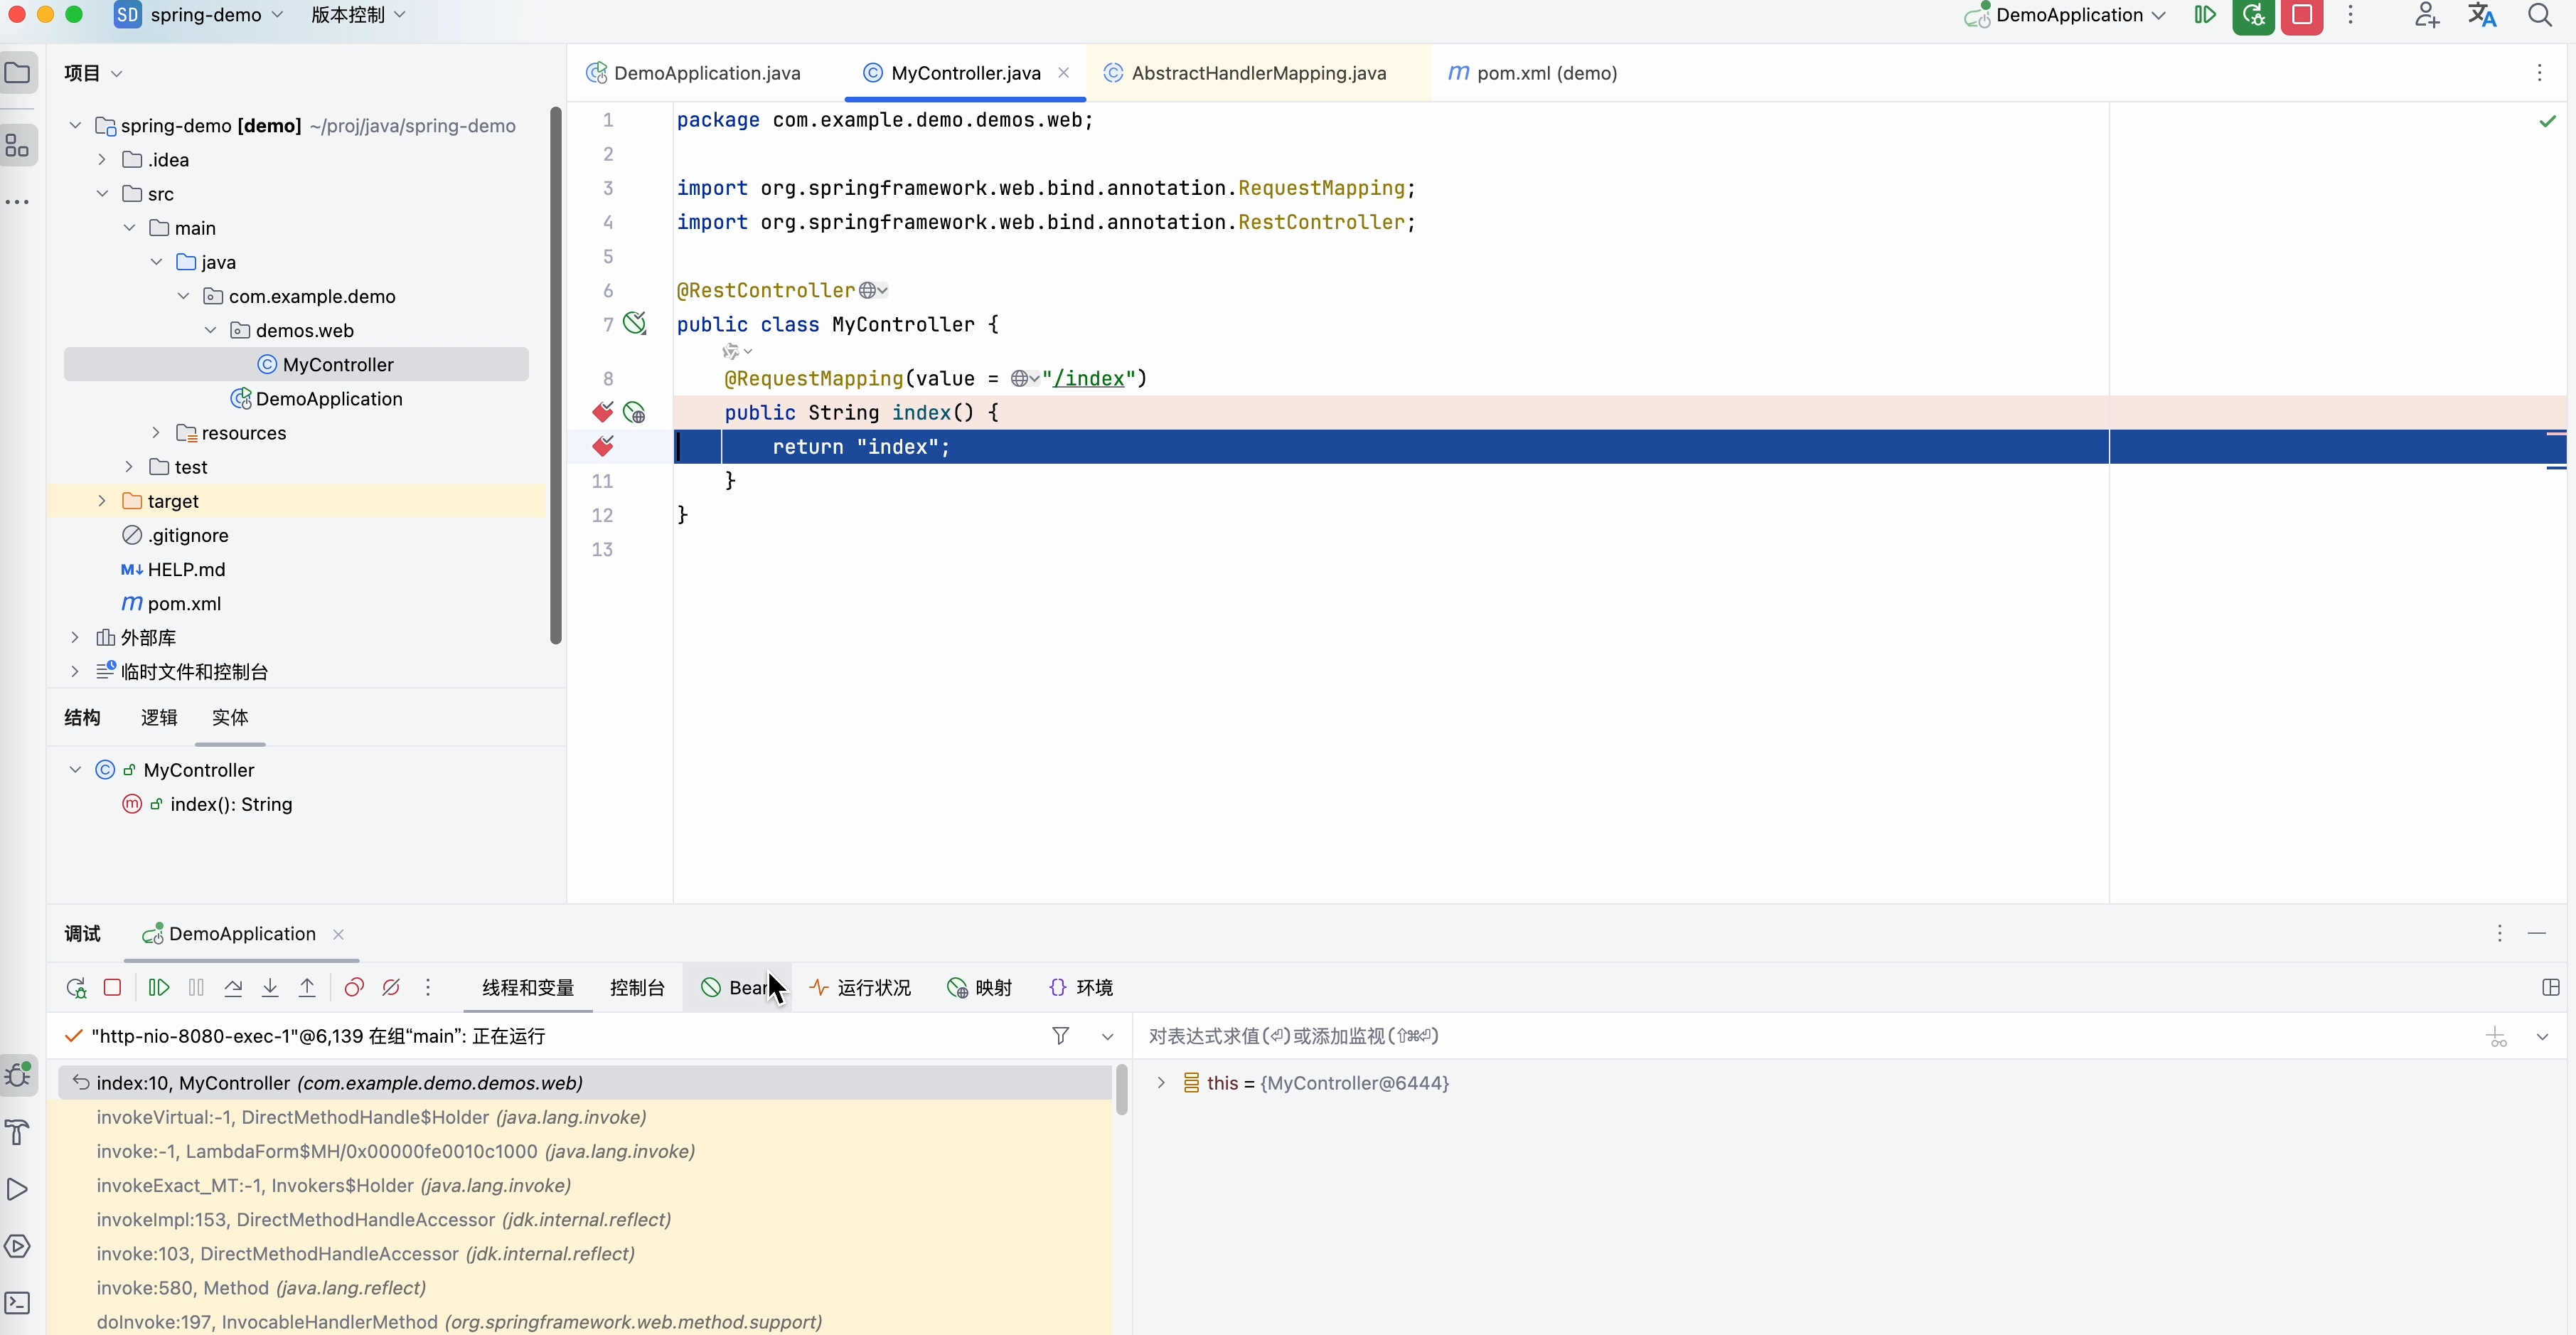 SD spring-demo 版本控制 DemoApplication
项目
spring-demo [demo] ~/proj/java/spring-demo
.idea
src
main
java
com.example.demo
demos.web
MyController
DemoApplication
resources
test
target
.gitignore
M↓ HELP.md
m pom.xml
外部库
临时文件和控制台
结构 逻辑 实体
MyController
index(): String
DemoApplication.java MyController.java AbstractHandlerMapping.java pom.xml (demo)
1 package com.example.demo.demos.web;
2
3 import org.springframework.web.bind.annotation.RequestMapping;
4 import org.springframework.web.bind.annotation.RestController;
5
6 @RestController
7 public class MyController {
8 @RequestMapping(value = "/index")
public String index() {
return "index";
11 }
12 }
13
调试 DemoApplication
线程和变量 控制台 运行状况 映射 环境
"http-nio-8080-exec-1"@6,139 在组“main”: 正在运行
index:10, MyController (com.example.demo.demos.web)
invokeVirtual:-1, DirectMethodHandle$Holder (java.lang.invoke)
invoke:-1, LambdaForm$MH/0x00000fe0010c1000 (java.lang.invoke)
invokeExact_MT:-1, Invokers$Holder (java.lang.invoke)
invokeImpl:153, DirectMethodHandleAccessor (jdk.internal.reflect)
invoke:103, DirectMethodHandleAccessor (jdk.internal.reflect)
invoke:580, Method (java.lang.reflect)
doInvoke:197, InvocableHandlerMethod (org.springframework.web.method.support)
对表达式求值(⏎)或添加监视(⇧⌘⏎)
this = {MyController@6444}